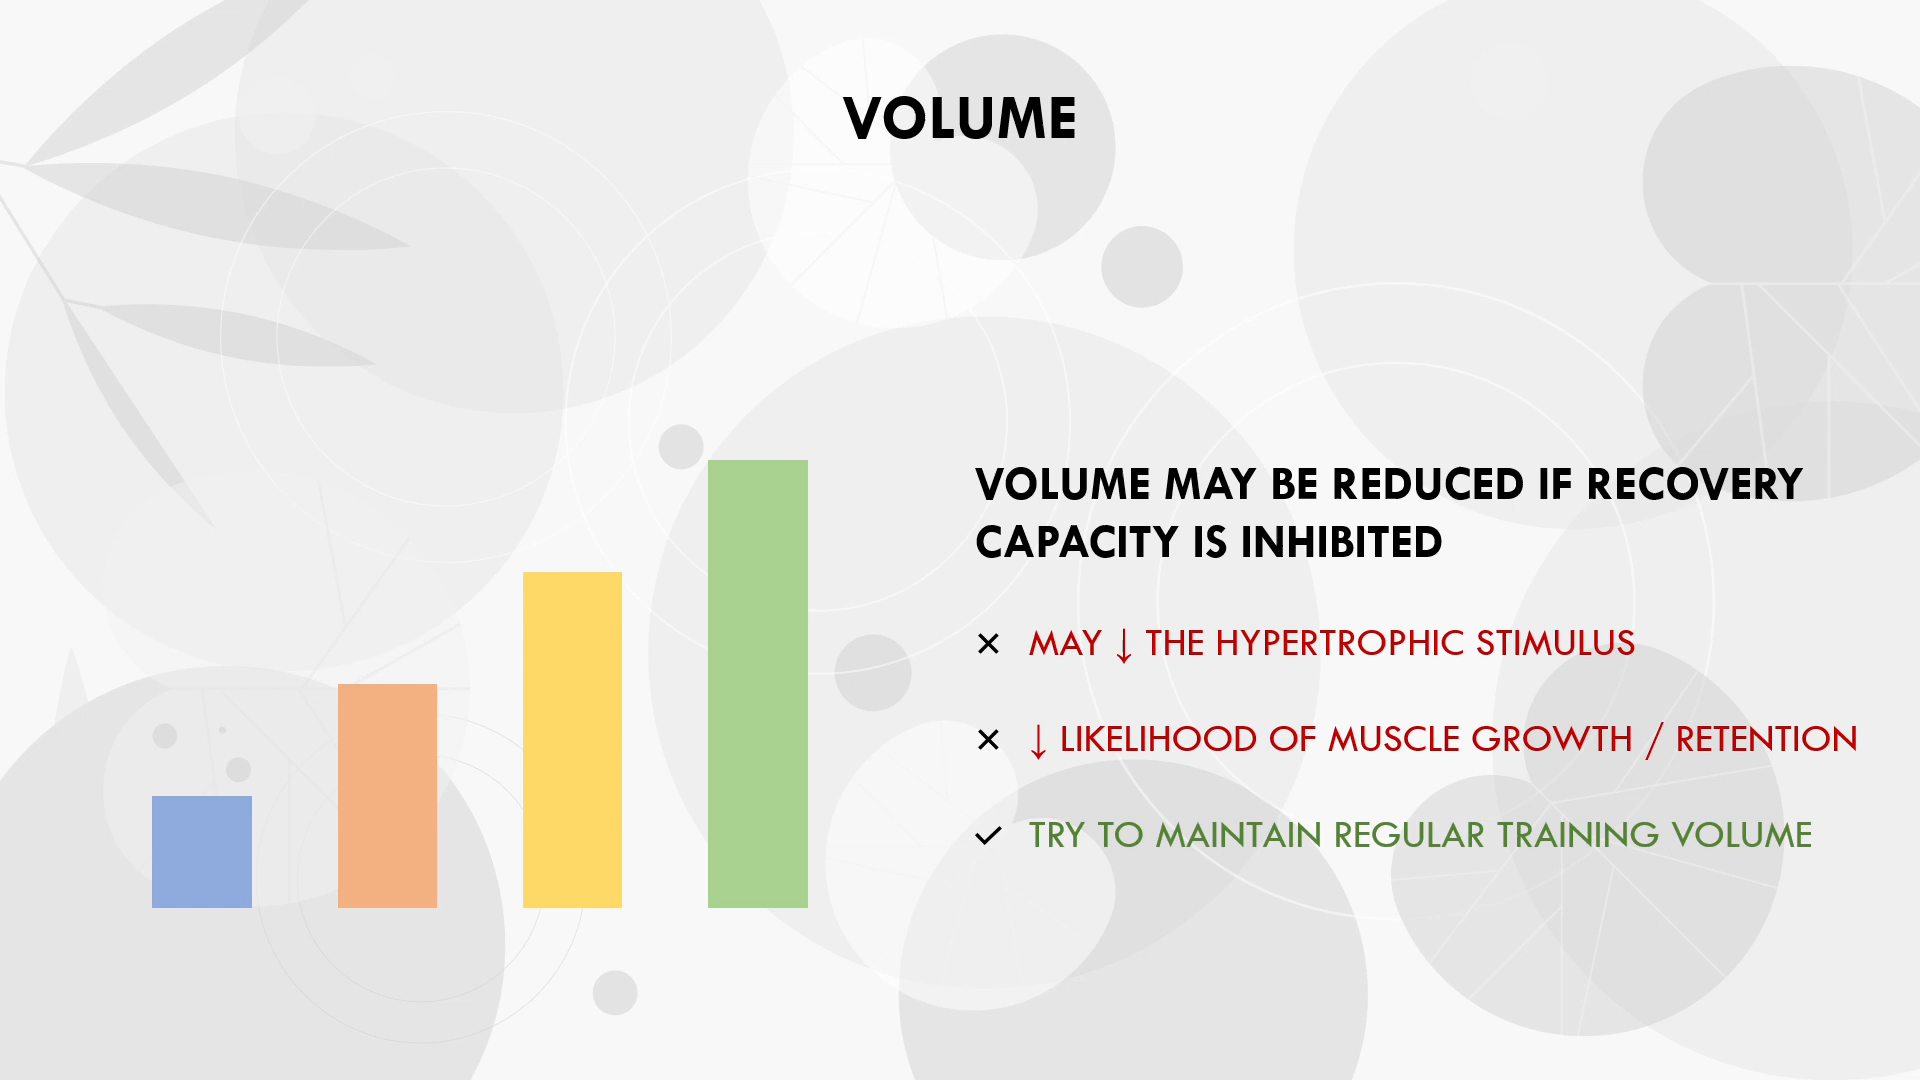 VOLUME
VOLUME MAY BE REDUCED IF RECOVERY
CAPACITY IS INHIBITED
✕ MAY ↓ THE HYPERTROPHIC STIMULUS
✕ ↓ LIKELIHOOD OF MUSCLE GROWTH / RETENTION
✓ TRY TO MAINTAIN REGULAR TRAINING VOLUME